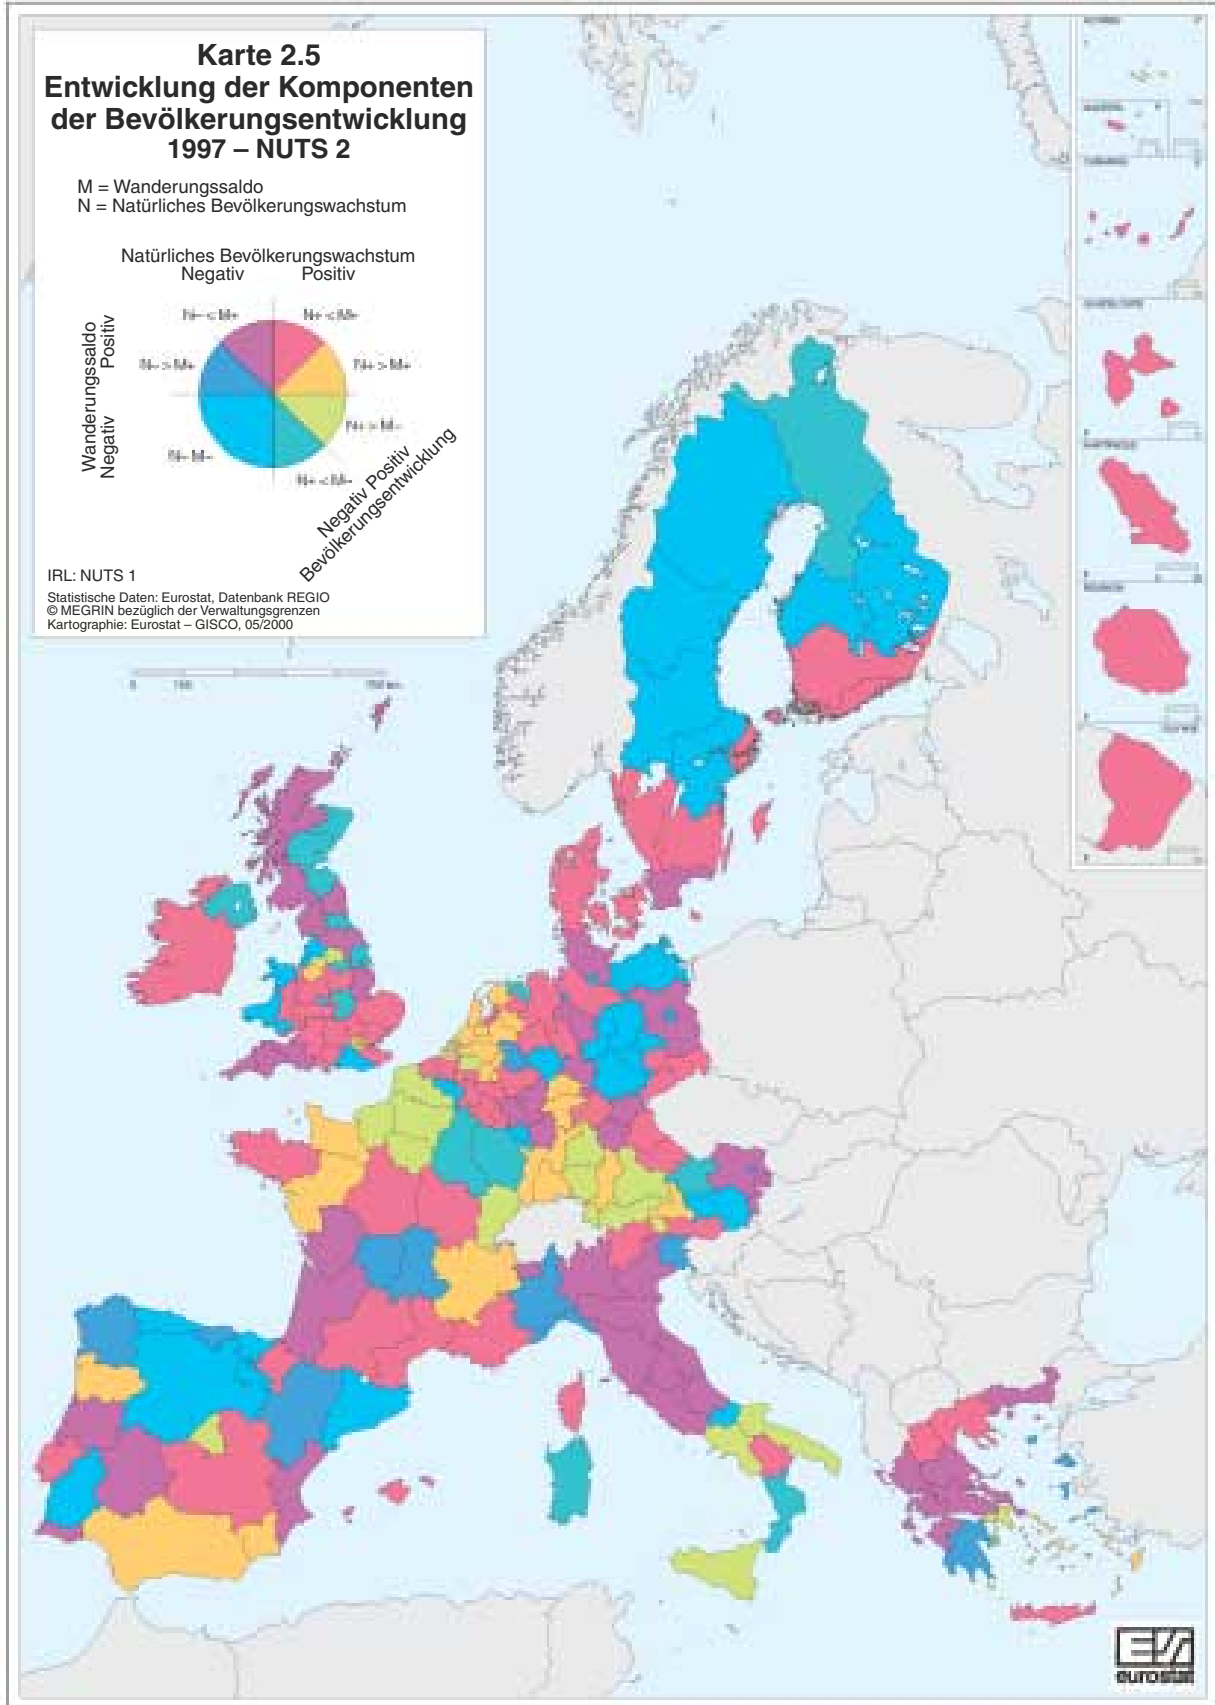 Karte 2.5
Entwicklung der Komponenten
der Bevölkerungsentwicklung
1997 – NUTS 2
M = Wanderungssaldo
N = Natürliches Bevölkerungswachstum
Natürliches Bevölkerungswachstum
Negativ Positiv
Wanderungssaldo
Negativ Positiv
N– < M+
N+ < M+
N– > M+
N+ > M+
N+ > M–
N– M–
N+ < M–
Negativ Positiv
Bevölkerungsentwicklung
IRL: NUTS 1
Statistische Daten: Eurostat, Datenbank REGIO
© MEGRIN bezüglich der Verwaltungsgrenzen
Kartographie: Eurostat – GISCO, 05/2000
0
eurostat